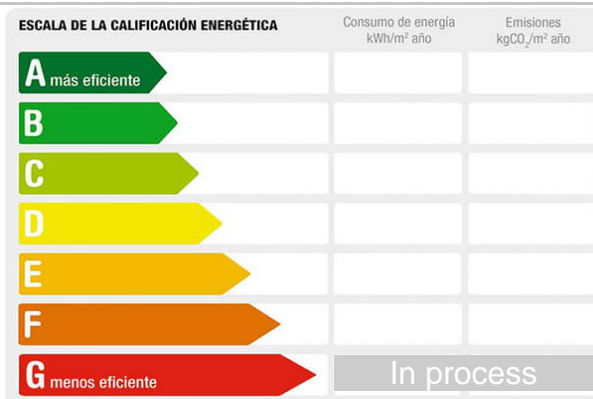 ESCALA DE LA CALIFICACIÓN ENERGÉTICA
Consumo de energía
kWh/m² año
Emisiones
kgCO₂/m² año
A más eficiente
B
C
D
E
F
G menos eficiente
In process